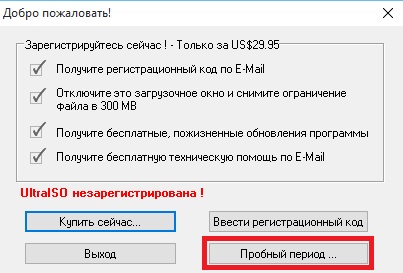 Добро пожаловать!
Зарегистрируйтесь сейчас ! - Только за US$29.95
Получите регистрационный код по E-Mail
Отключите это загрузочное окно и снимите ограничение
файла в 300 MB
Получите бесплатные, пожизненные обновления программы
Получите бесплатную техническую помощь по E-Mail
UltraISO незарегистрирована !
Купить сейчас...
Ввести регистрационный код
Выход
Пробный период ...